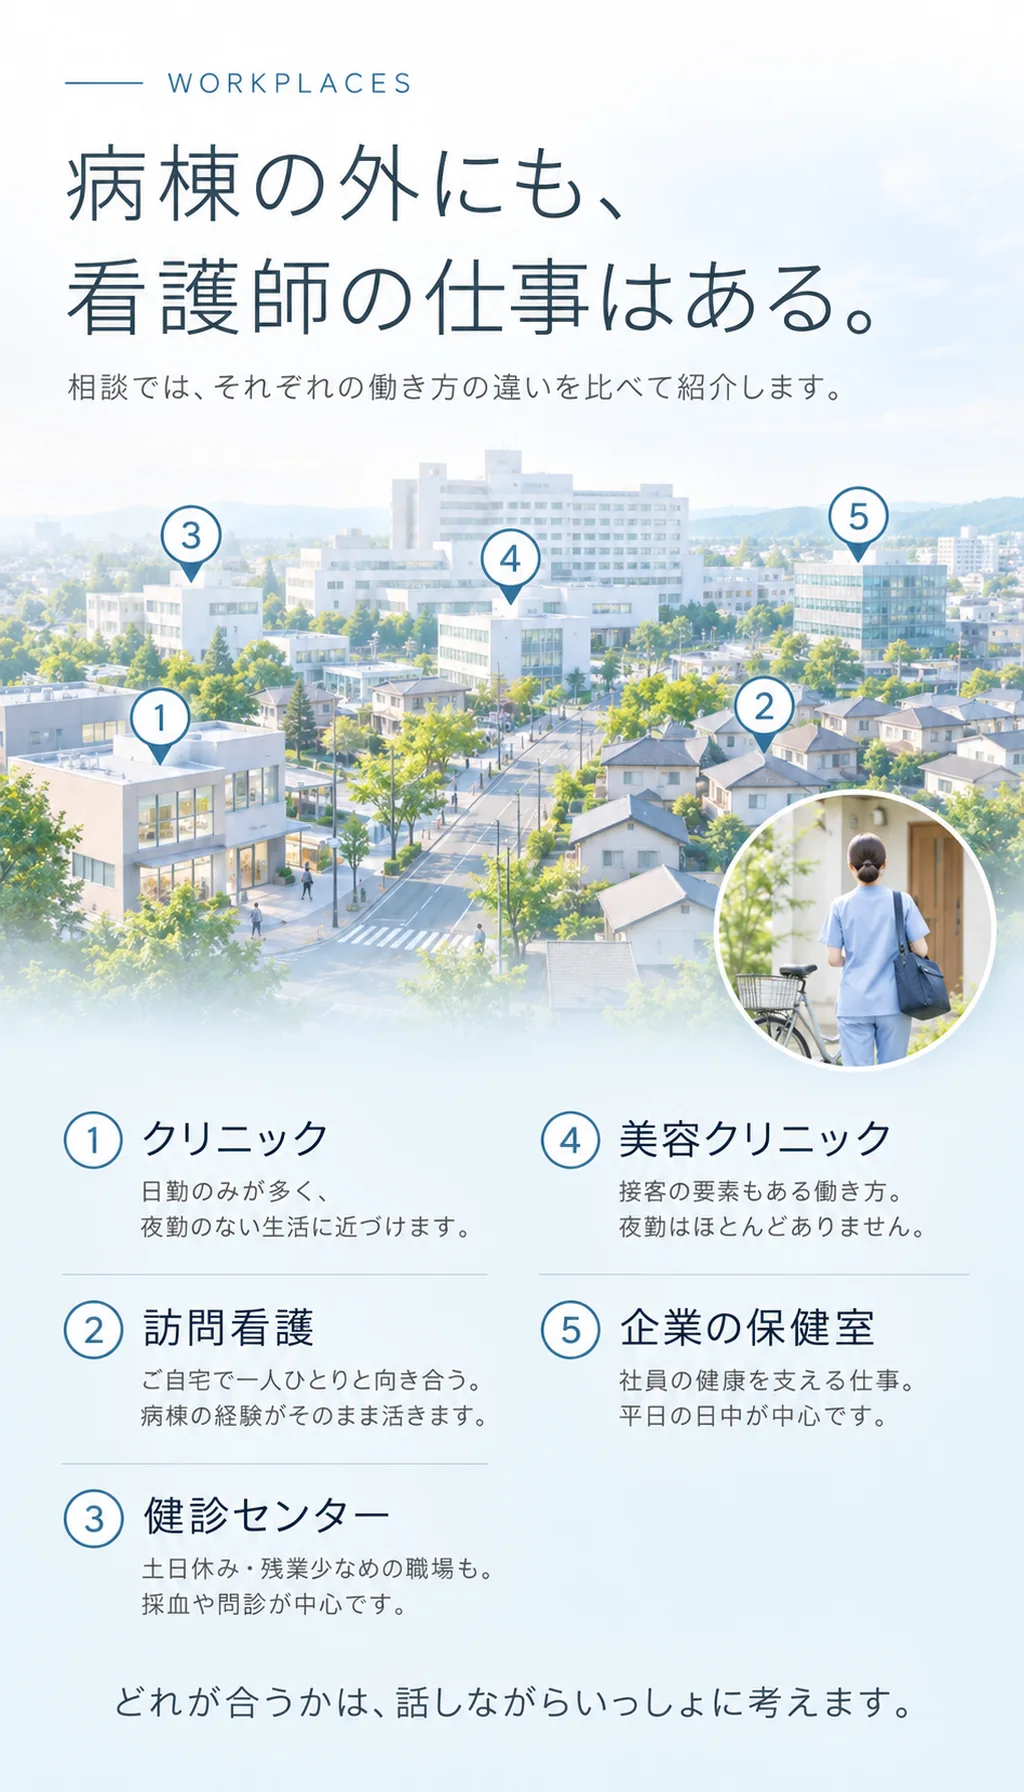 WORKPLACES
病棟の外にも、
看護師の仕事はある。
相談では、それぞれの働き方の違いを比べて紹介します。
3
5
4
1
2
1 クリニック
日勤のみが多く、
夜勤のない生活に近づけます。
2 訪問看護
ご自宅で一人ひとりと向き合う。
病棟の経験がそのまま活きます。
3 健診センター
土日休み・残業少なめの職場も。
採血や問診が中心です。
4 美容クリニック
接客の要素もある働き方。
夜勤はほとんどありません。
5 企業の保健室
社員の健康を支える仕事。
平日の日中が中心です。
どれが合うかは、話しながらいっしょに考えます。